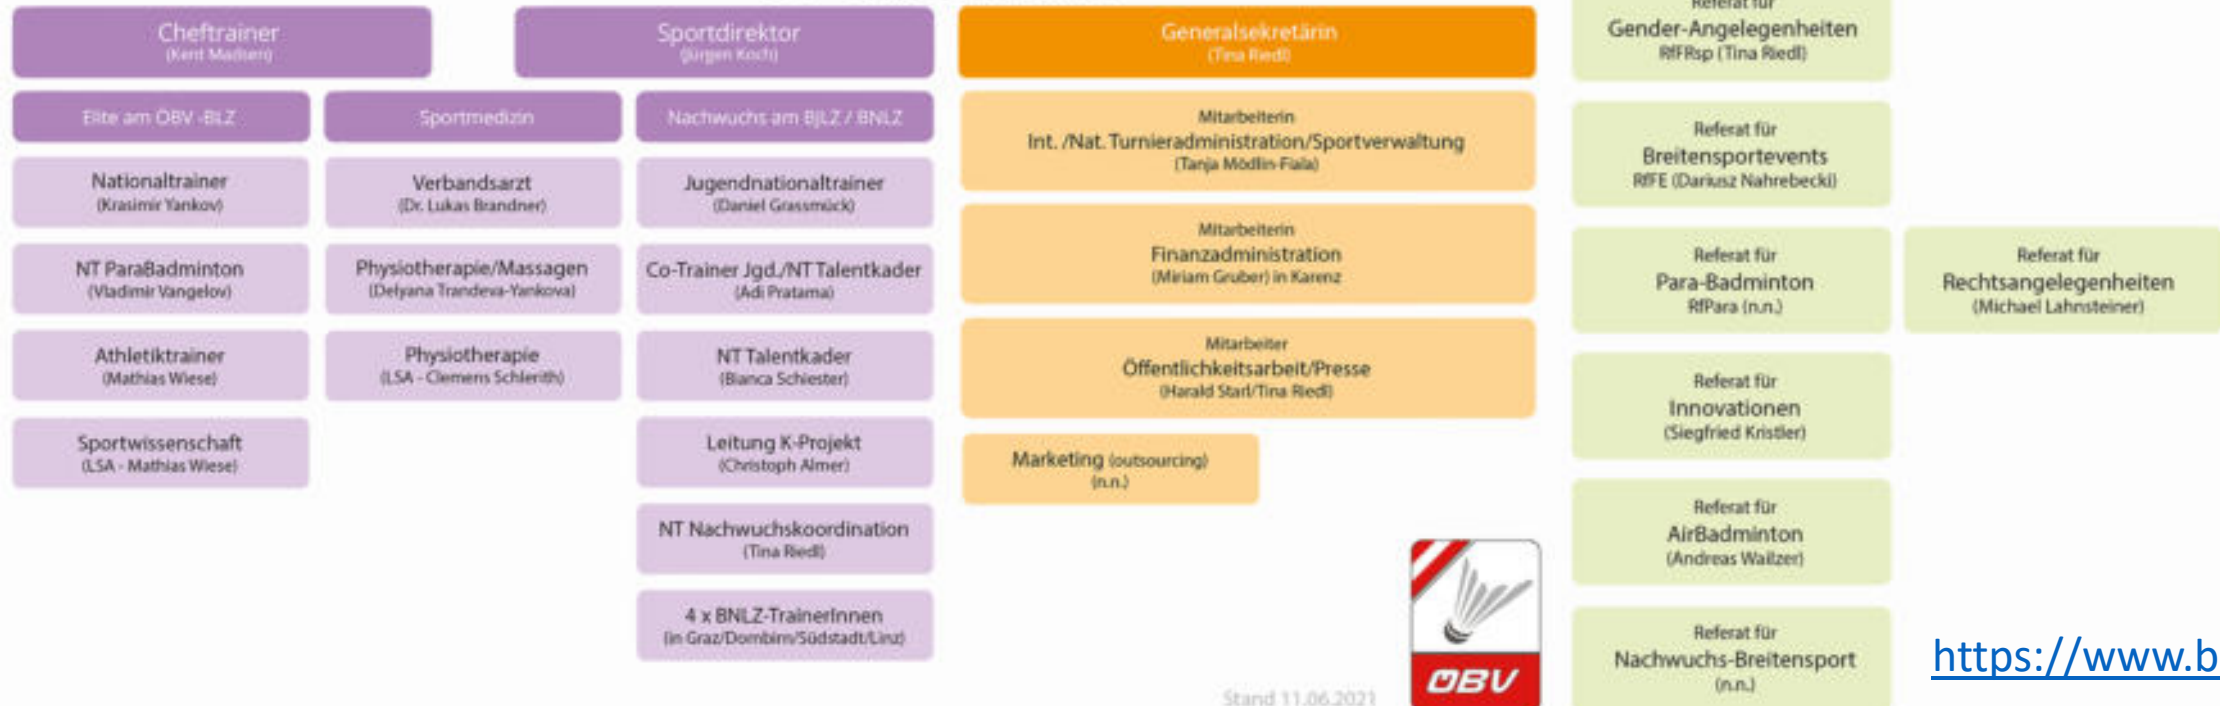 Cheftrainer
(Kent Madsen)
Sportdirektor
(Jürgen Koch)
Elite am ÖBV -BLZ
Sportmedizin
Nachwuchs am BJLZ / BNLZ
Nationaltrainer
(Krasimir Yankov)
Verbandsarzt
(Dr. Lukas Brandner)
Jugendnationaltrainer
(Daniel Grassmück)
NT ParaBadminton
(Vladimir Vangelov)
Physiotherapie/Massagen
(Delyana Trandeva-Yankova)
Co-Trainer Jgd./NT Talentkader
(Adi Pratama)
Athletiktrainer
(Mathias Wiese)
Physiotherapie
(LSA - Clemens Schlerith)
NT Talentkader
(Bianca Schiester)
Sportwissenschaft
(LSA - Mathias Wiese)
Leitung K-Projekt
(Christoph Almer)
NT Nachwuchskoordination
(Tina Riedl)
4 x BNLZ-TrainerInnen
(in Graz/Dornbirn/Südstadt/Linz)
Generalsekretärin
(Tina Riedl)
Mitarbeiterin
Int. /Nat. Turnieradministration/Sportverwaltung
(Tanja Mödlin-Fiala)
Mitarbeiterin
Finanzadministration
(Miriam Gruber) in Karenz
Mitarbeiter
Öffentlichkeitsarbeit/Presse
(Harald Starl/Tina Riedl)
Marketing (outsourcing)
(n.n.)
Stand 11.06.2021
ÖBV
Referat für
Gender-Angelegenheiten
RfFRsp (Tina Riedl)
Referat für
Breitensportevents
RfFE (Dariusz Nahrebecki)
Referat für
Para-Badminton
RfPara (n.n.)
Referat für
Rechtsangelegenheiten
(Michael Lahnsteiner)
Referat für
Innovationen
(Siegfried Kristler)
Referat für
AirBadminton
(Andreas Wailzer)
Referat für
Nachwuchs-Breitensport
(n.n.)
https://www.b